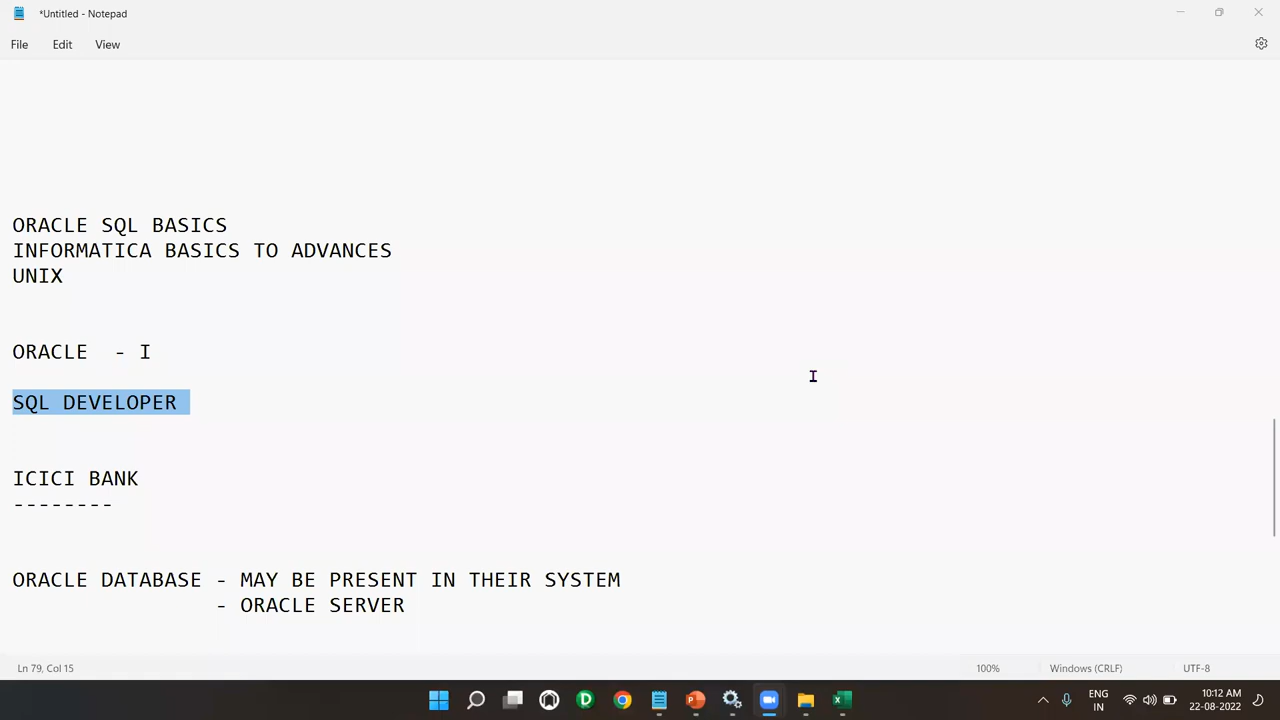 *Untitled - Notepad
File Edit View
ORACLE SQL BASICS
INFORMATICA BASICS TO ADVANCES
UNIX
ORACLE  - I
SQL DEVELOPER
ICICI BANK
--------
ORACLE DATABASE - MAY BE PRESENT IN THEIR SYSTEM
- ORACLE SERVER
Ln 79, Col 15 100% Windows (CRLF) UTF-8
ENG
IN
10:12 AM
22-08-2022